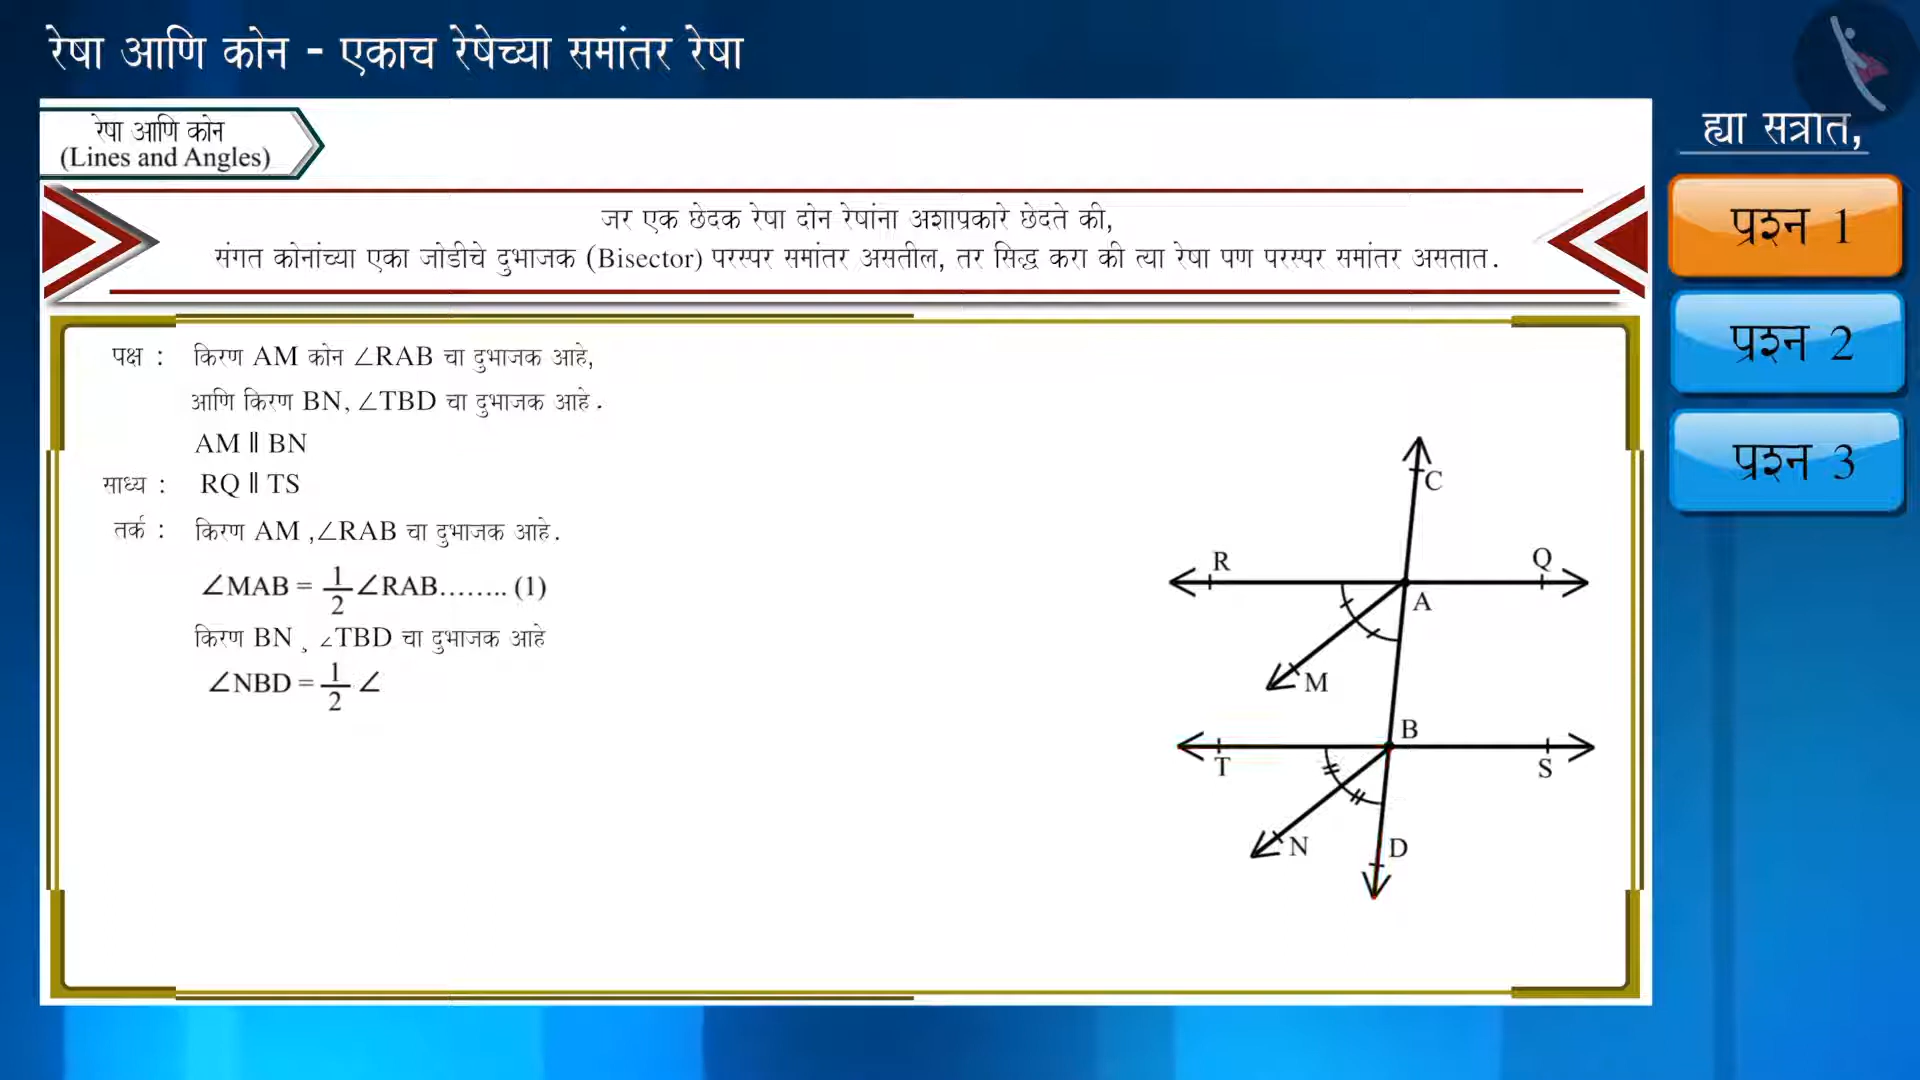 रेषा आणि कोन - एकाच रेषेच्या समांतर रेषा
ह्या सत्रात,
प्रश्न 1
प्रश्न 2
प्रश्न 3
रेषा आणि कोन
(Lines and Angles)
जर एक छेदक रेषा दोन रेषांना अशाप्रकारे छेदते की,
संगत कोनांच्या एका जोडीचे दुभाजक (Bisector) परस्पर समांतर असतील, तर सिद्ध करा की त्या रेषा पण परस्पर समांतर असतात.
पक्ष : किरण AM कोन ∠RAB चा दुभाजक आहे,
आणि किरण BN, ∠TBD चा दुभाजक आहे.
AM ॥ BN
साध्य : RQ ॥ TS
तर्क : किरण AM ,∠RAB चा दुभाजक आहे.
∠MAB = 1/2 ∠RAB........ (1)
किरण BN , ∠TBD चा दुभाजक आहे
∠NBD = 1/2 ∠
C
R
Q
A
M
B
T
S
N
D